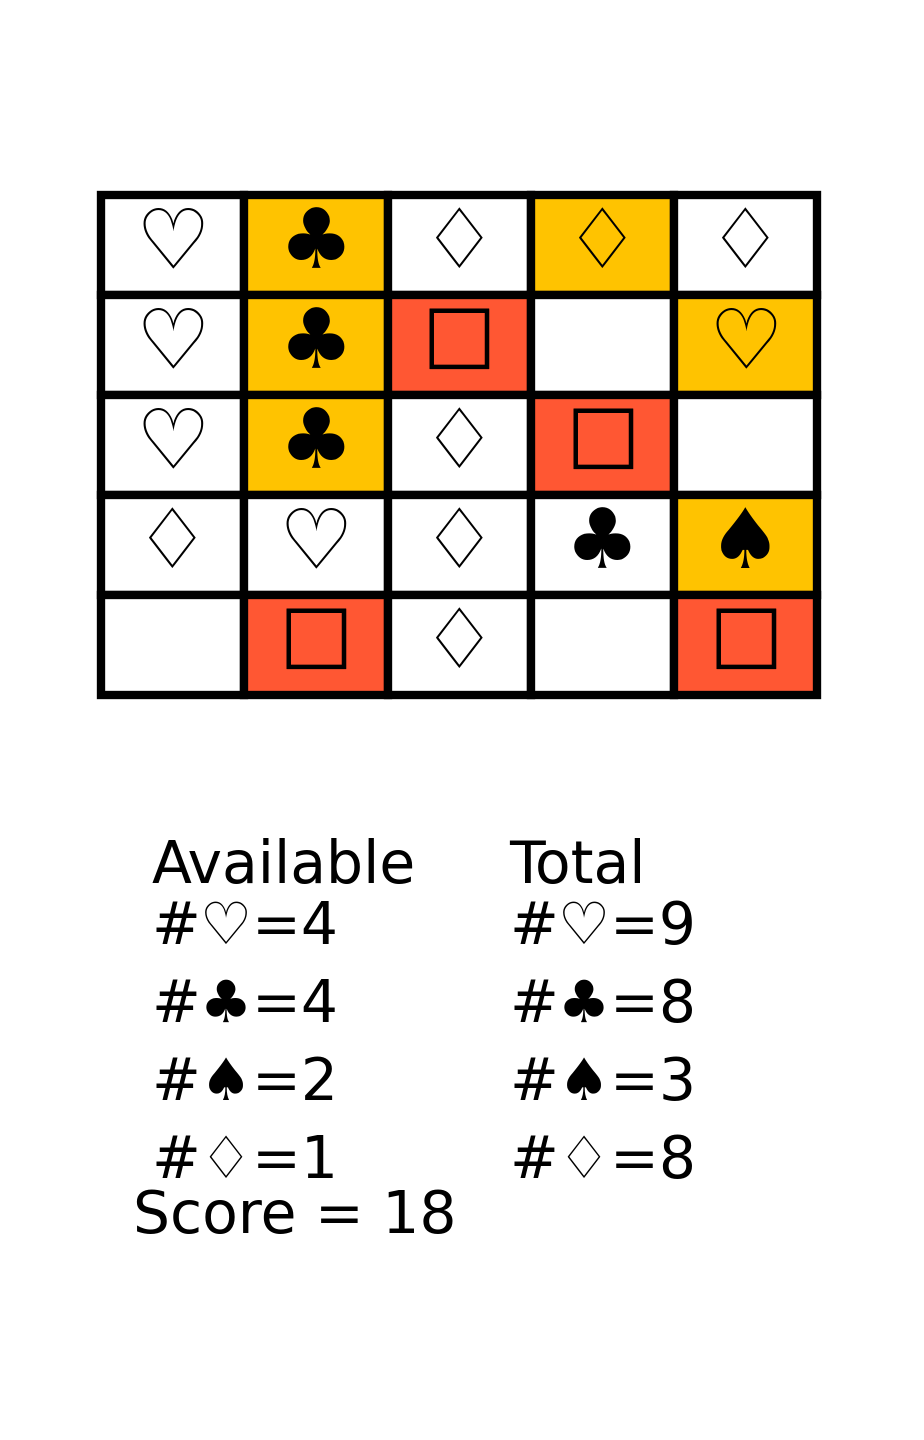 ♡ ♣ ♢ ♢ ♢
♡ ♣ □ ♡
♡ ♣ ♢ □
♢ ♡ ♢ ♣ ♠
□ ♢ □
Available Total
#♡=4 #♡=9
#♣=4 #♣=8
#♠=2 #♠=3
#♢=1 #♢=8
Score = 18